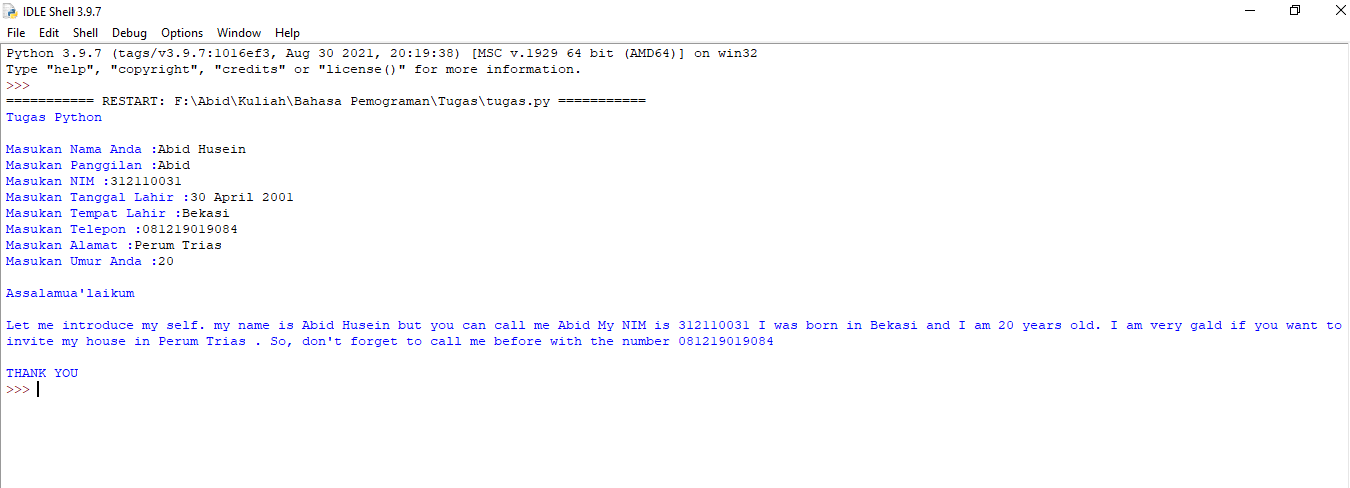 IDLE Shell 3.9.7
File Edit Shell Debug Options Window Help
Python 3.9.7 (tags/v3.9.7:1016ef3, Aug 30 2021, 20:19:38) [MSC v.1929 64 bit (AMD64)] on win32
Type "help", "copyright", "credits" or "license()" for more information.
>>>
=========== RESTART: F:\Abid\Kuliah\Bahasa Pemograman\Tugas\tugas.py ===========
Tugas Python
Masukan Nama Anda :Abid Husein
Masukan Panggilan :Abid
Masukan NIM :312110031
Masukan Tanggal Lahir :30 April 2001
Masukan Tempat Lahir :Bekasi
Masukan Telepon :081219019084
Masukan Alamat :Perum Trias
Masukan Umur Anda :20
Assalamua'laikum
Let me introduce my self. my name is Abid Husein but you can call me Abid My NIM is 312110031 I was born in Bekasi and I am 20 years old. I am very gald if you want to
invite my house in Perum Trias . So, don't forget to call me before with the number 081219019084
THANK YOU
>>>